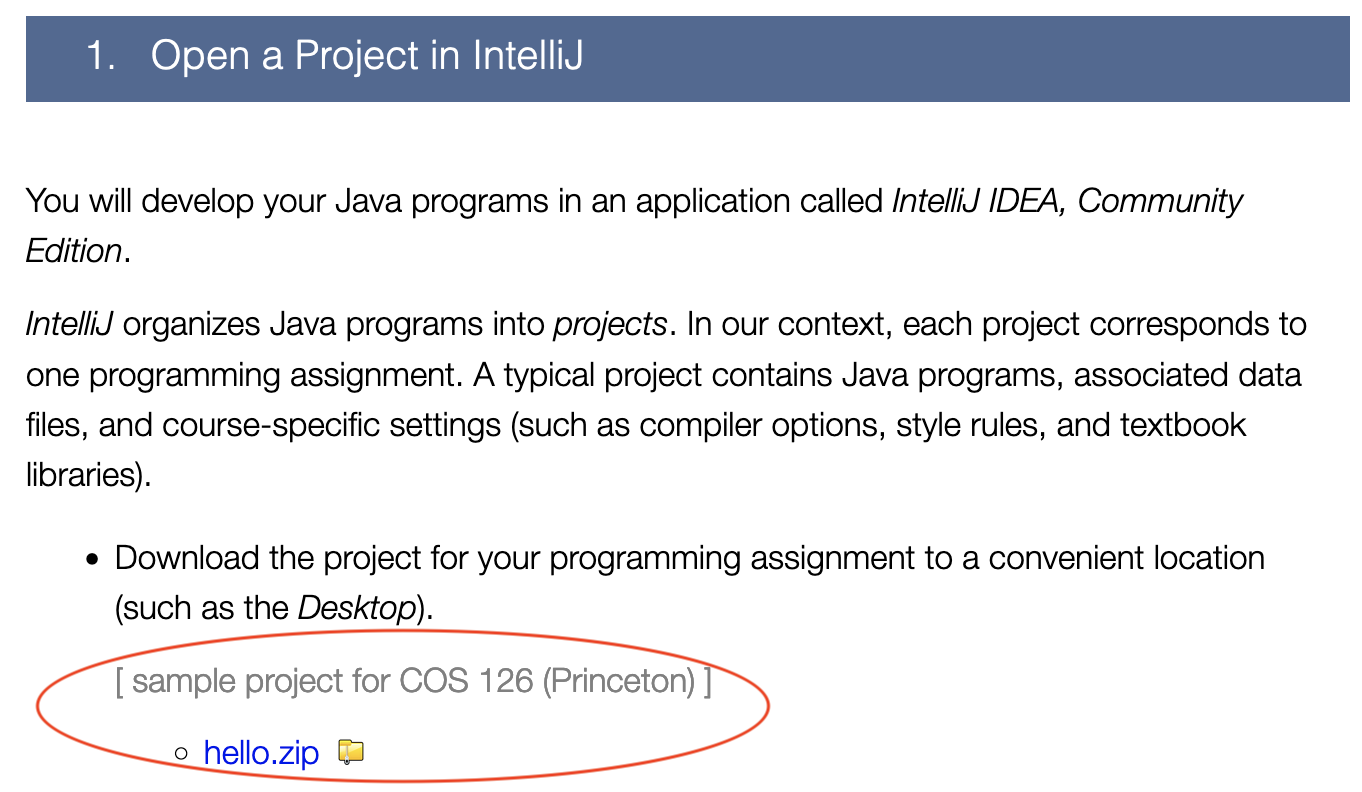 1. Open a Project in IntelliJ
You will develop your Java programs in an application called IntelliJ IDEA, Community
Edition.
IntelliJ organizes Java programs into projects. In our context, each project corresponds to
one programming assignment. A typical project contains Java programs, associated data
files, and course-specific settings (such as compiler options, style rules, and textbook
libraries).
• Download the project for your programming assignment to a convenient location
(such as the Desktop).
[ sample project for COS 126 (Princeton) ]
○ hello.zip